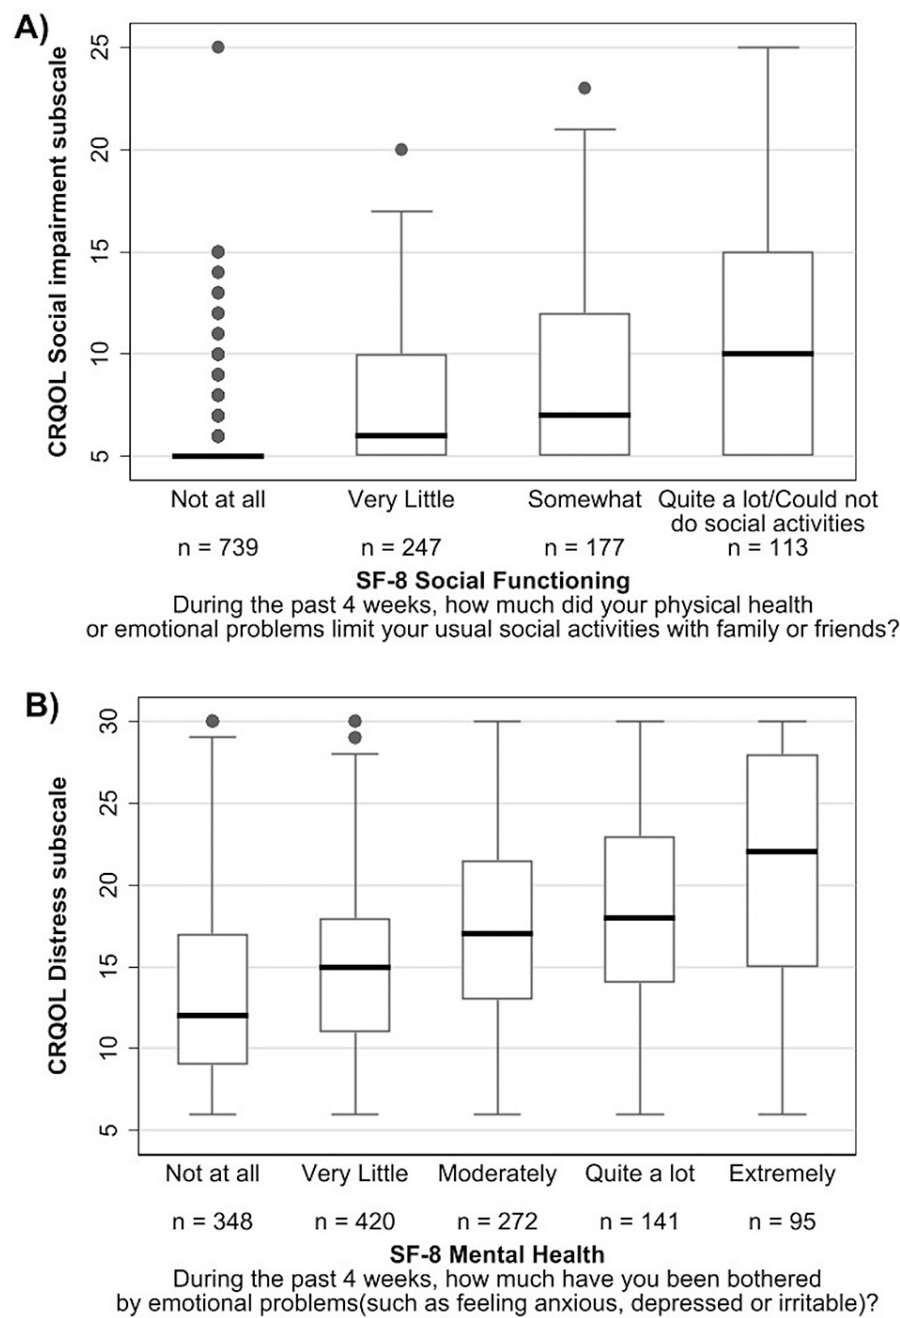 A)
CRQOL Social impairment subscale
25
20
15
10
5
Not at all Very Little Somewhat Quite a lot/Could not
do social activities
n = 739 n = 247 n = 177 n = 113
SF-8 Social Functioning
During the past 4 weeks, how much did your physical health
or emotional problems limit your usual social activities with family or friends?
B)
CRQOL Distress subscale
30
25
20
15
10
5
Not at all Very Little Moderately Quite a lot Extremely
n = 348 n = 420 n = 272 n = 141 n = 95
SF-8 Mental Health
During the past 4 weeks, how much have you been bothered
by emotional problems(such as feeling anxious, depressed or irritable)?